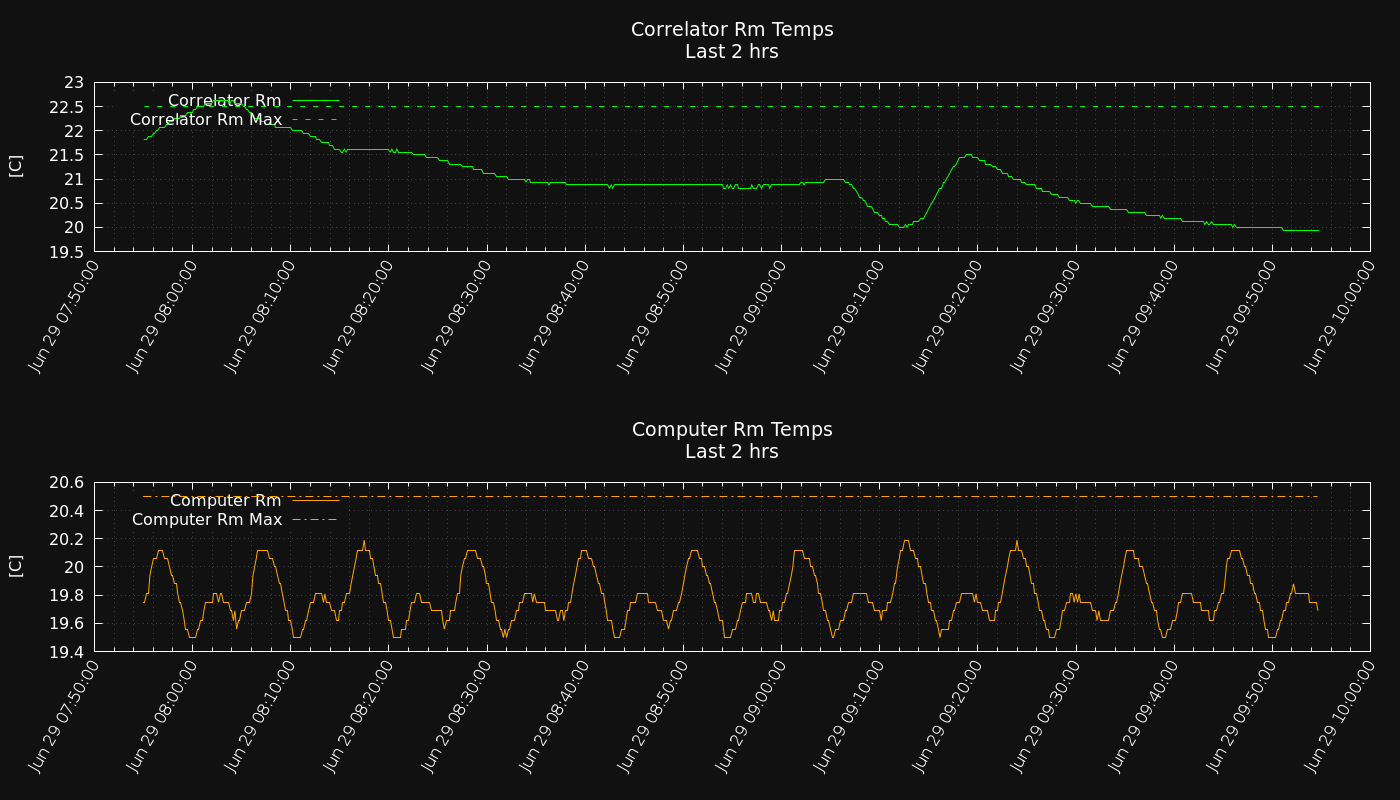 Correlator Rm Temps
Last 2 hrs
23
22.5
22
21.5
21
20.5
20
19.5
[C]
Correlator Rm
Correlator Rm Max
Jun 29 07:50:00
Jun 29 08:00:00
Jun 29 08:10:00
Jun 29 08:20:00
Jun 29 08:30:00
Jun 29 08:40:00
Jun 29 08:50:00
Jun 29 09:00:00
Jun 29 09:10:00
Jun 29 09:20:00
Jun 29 09:30:00
Jun 29 09:40:00
Jun 29 09:50:00
Jun 29 10:00:00
Computer Rm Temps
Last 2 hrs
20.6
20.4
20.2
20
19.8
19.6
19.4
[C]
Computer Rm
Computer Rm Max
Jun 29 07:50:00
Jun 29 08:00:00
Jun 29 08:10:00
Jun 29 08:20:00
Jun 29 08:30:00
Jun 29 08:40:00
Jun 29 08:50:00
Jun 29 09:00:00
Jun 29 09:10:00
Jun 29 09:20:00
Jun 29 09:30:00
Jun 29 09:40:00
Jun 29 09:50:00
Jun 29 10:00:00